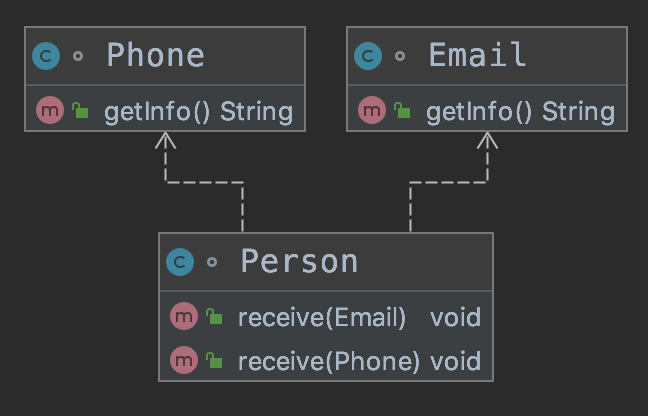 C Phone
m getInfo() String
C Email
m getInfo() String
C Person
m receive(Email) void
m receive(Phone) void